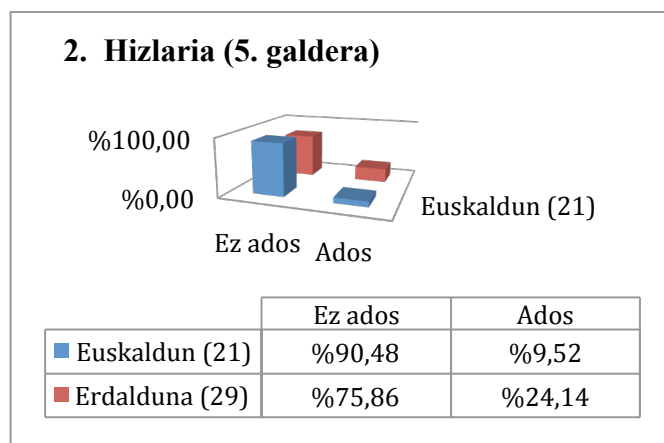 2. Hizlaria (5. galdera)
%100,00
%0,00
Euskaldun (21)
Ez ados Ados
Ez ados Ados
Euskaldun (21) %90,48 %9,52
Erdalduna (29) %75,86 %24,14